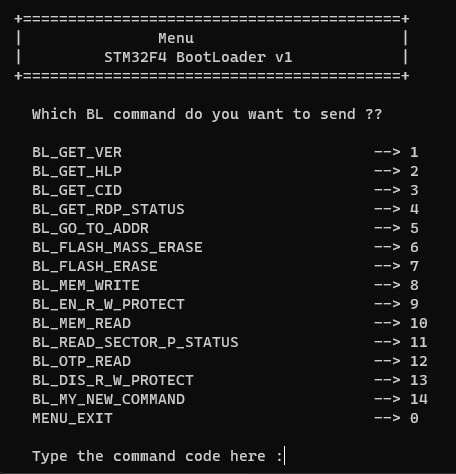 +==========================================+
| Menu |
| STM32F4 BootLoader v1 |
+==========================================+
Which BL command do you want to send ??
BL_GET_VER --> 1
BL_GET_HLP --> 2
BL_GET_CID --> 3
BL_GET_RDP_STATUS --> 4
BL_GO_TO_ADDR --> 5
BL_FLASH_MASS_ERASE --> 6
BL_FLASH_ERASE --> 7
BL_MEM_WRITE --> 8
BL_EN_R_W_PROTECT --> 9
BL_MEM_READ --> 10
BL_READ_SECTOR_P_STATUS --> 11
BL_OTP_READ --> 12
BL_DIS_R_W_PROTECT --> 13
BL_MY_NEW_COMMAND --> 14
MENU_EXIT --> 0
Type the command code here :